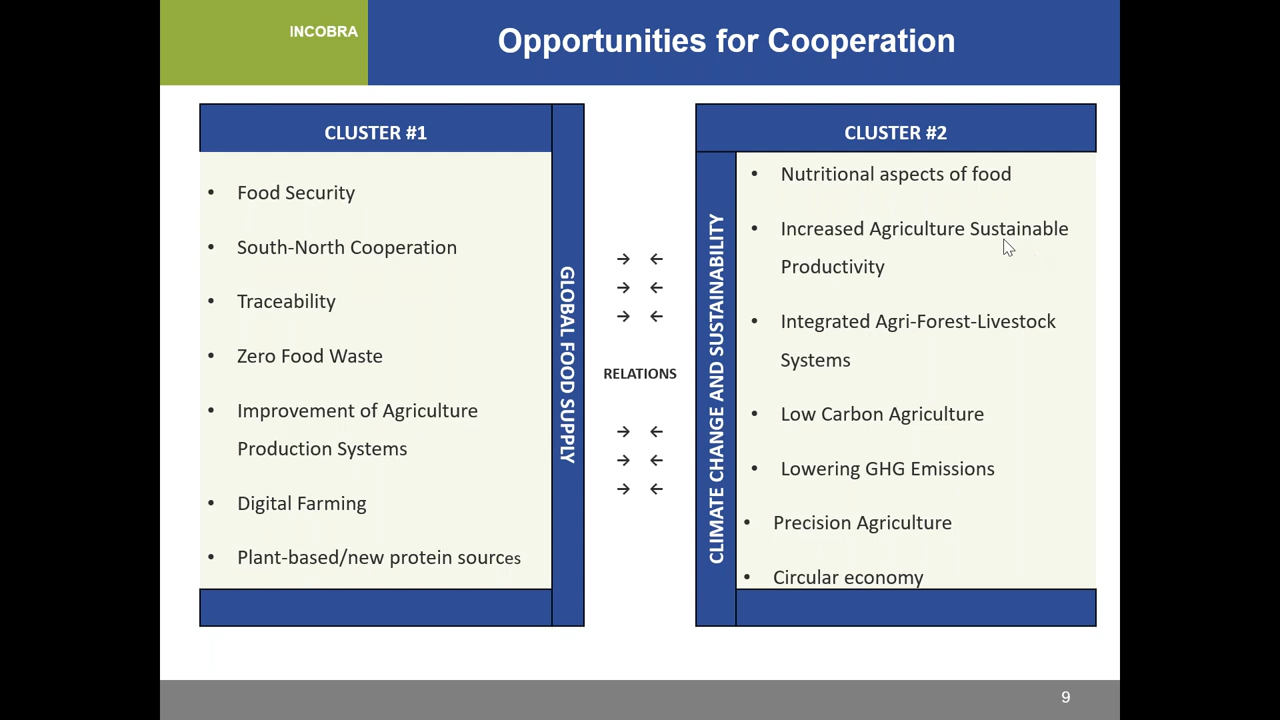 INCOBRA
Opportunities for Cooperation
CLUSTER #1
• Food Security
• South-North Cooperation
• Traceability
• Zero Food Waste
• Improvement of Agriculture
Production Systems
• Digital Farming
• Plant-based/new protein sources
GLOBAL FOOD SUPPLY
→ ←
→ ←
→ ←
RELATIONS
→ ←
→ ←
→ ←
CLUSTER #2
CLIMATE CHANGE AND SUSTAINABILITY
• Nutritional aspects of food
• Increased Agriculture Sustainable
Productivity
• Integrated Agri-Forest-Livestock
Systems
• Low Carbon Agriculture
• Lowering GHG Emissions
• Precision Agriculture
• Circular economy
9